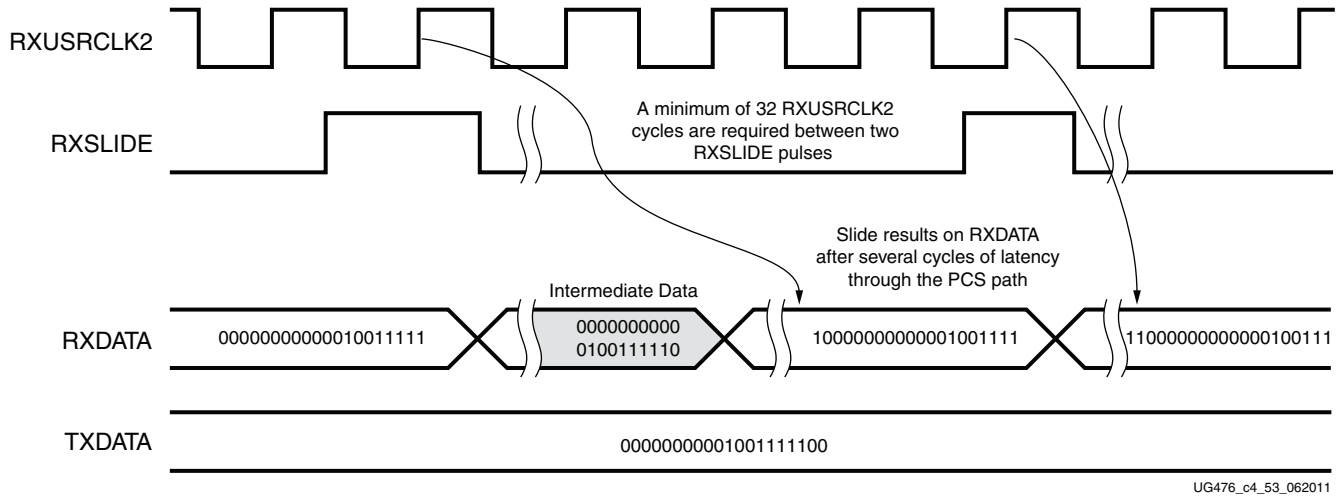 RXUSRCLK2
A minimum of 32 RXUSRCLK2
cycles are required between two
RXSLIDE pulses
RXSLIDE
Slide results on RXDATA
after several cycles of latency
through the PCS path
Intermediate Data
RXDATA
00000000000010011111
0000000000
0100111110
10000000000001001111
11000000000000100111
TXDATA
00000000001001111100
UG476_c4_53_062011